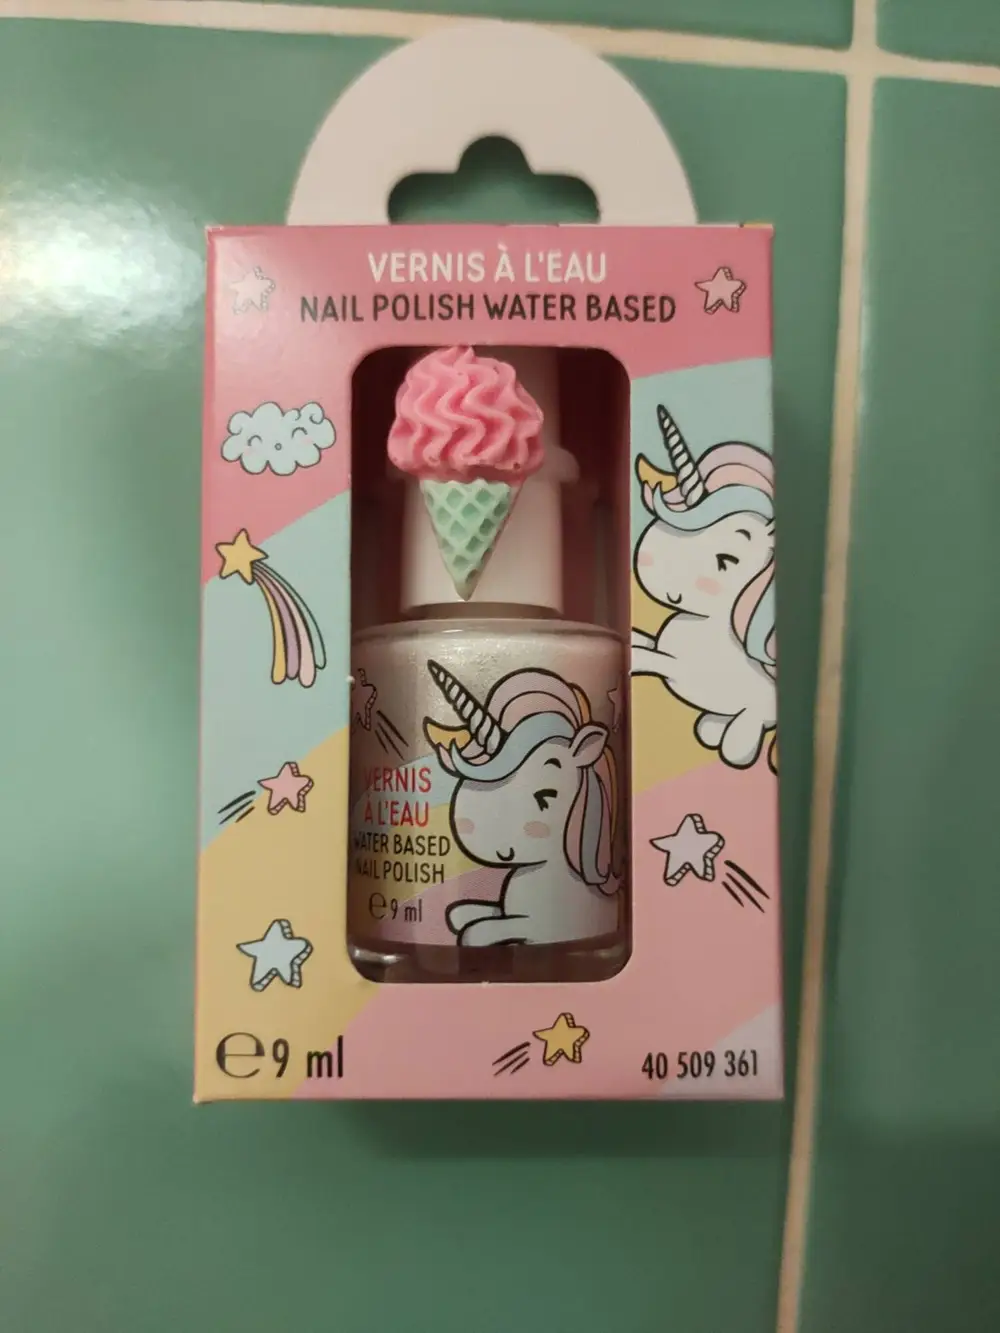 VERNIS À L'EAU
NAIL POLISH WATER BASED
VERNIS
À L'EAU
WATER BASED
NAIL POLISH
℮9 ml
℮9 ml
40 509 361